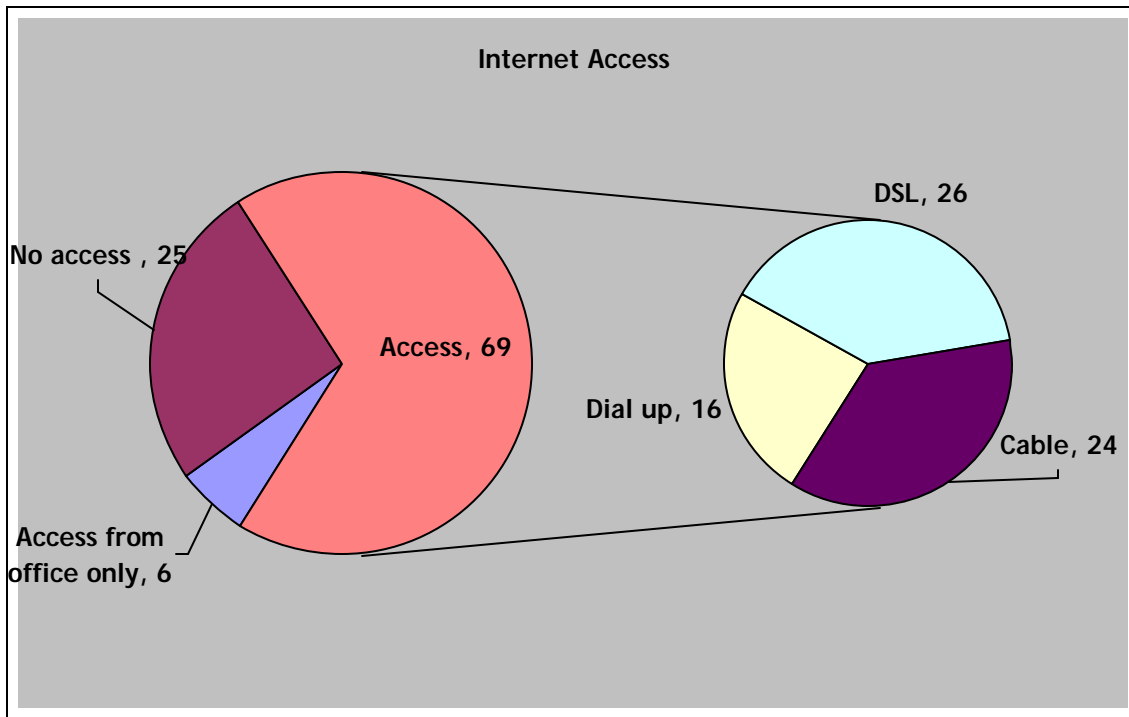 Internet Access
DSL, 26
No access , 25
Access, 69
Dial up, 16
Cable, 24
Access from
office only, 6